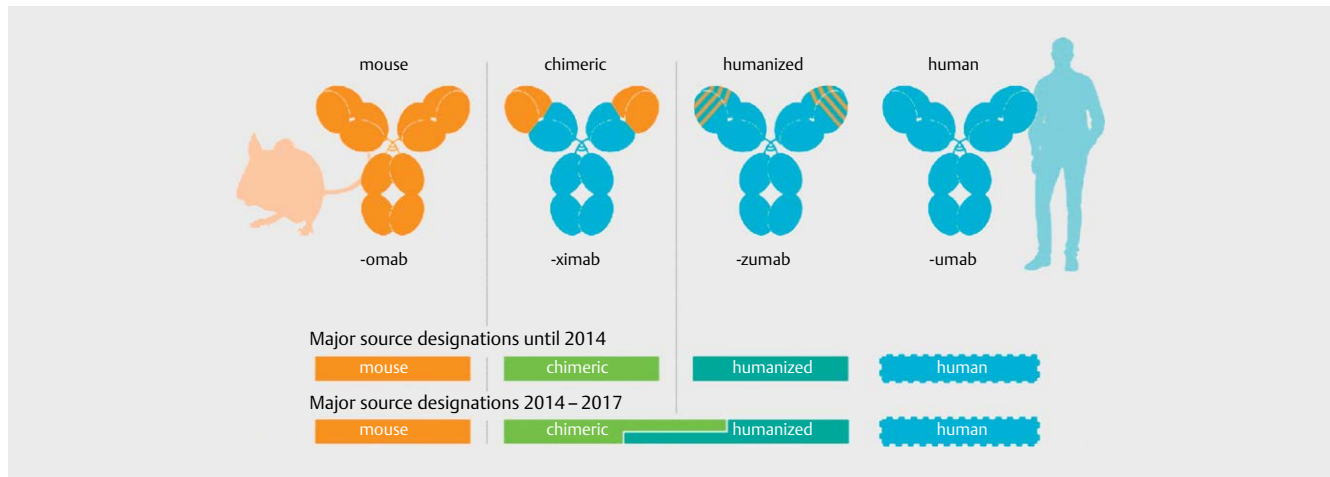 mouse chimeric humanized human
-omab -ximab -zumab -umab
Major source designations until 2014
mouse chimeric humanized human
Major source designations 2014 – 2017
mouse chimeric humanized human